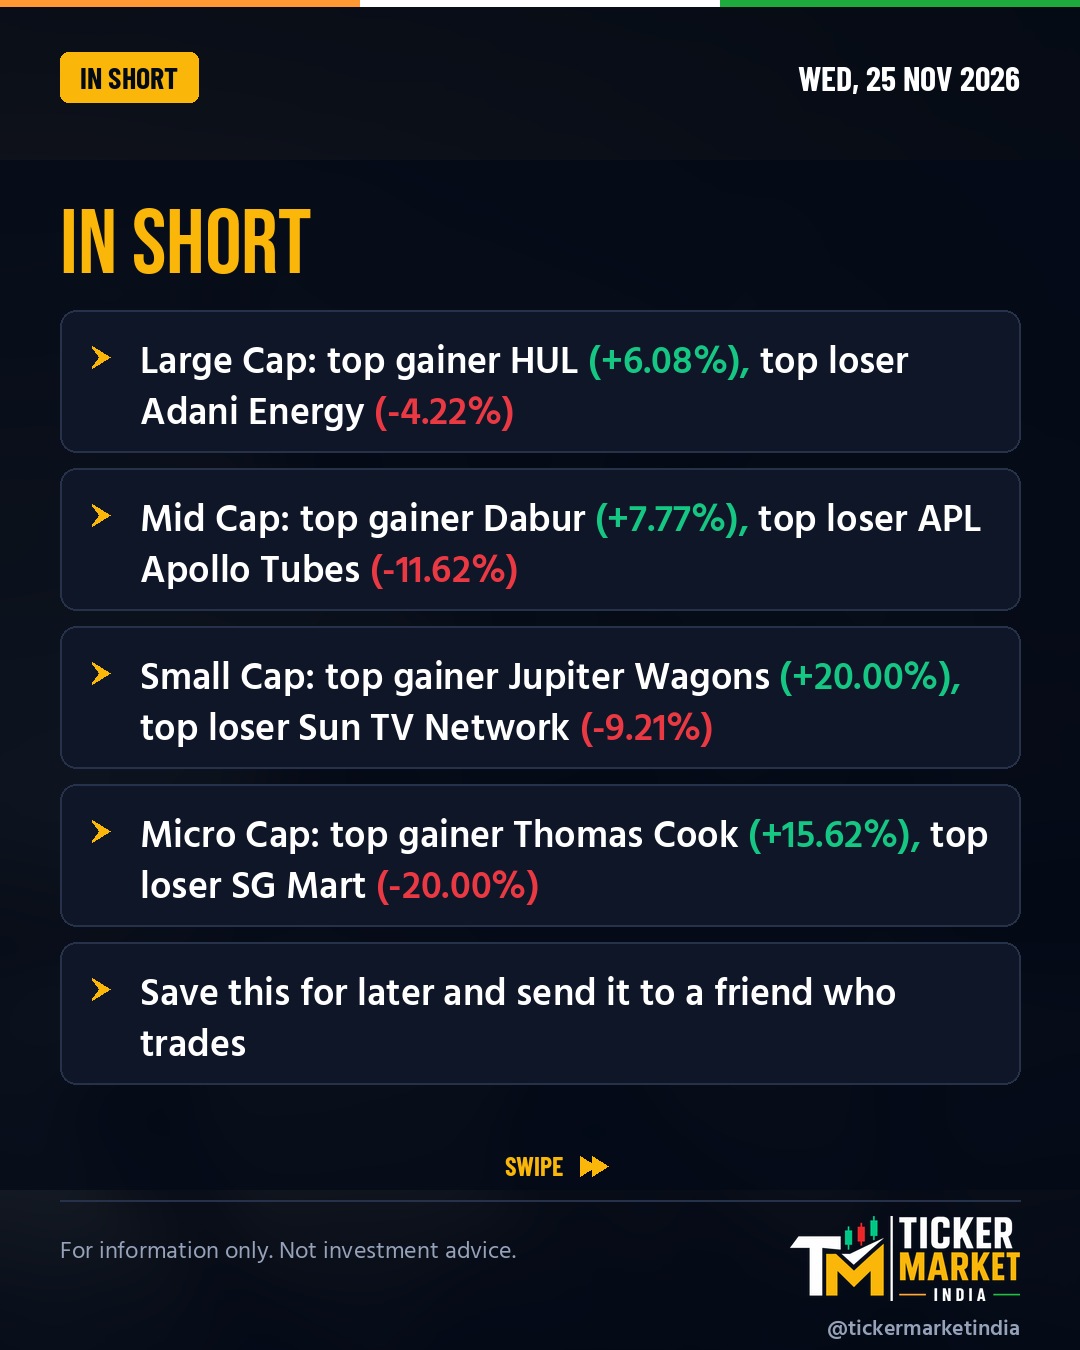 IN SHORT
WED, 25 NOV 2026
IN SHORT
Large Cap: top gainer HUL (+6.08%), top loser
Adani Energy (-4.22%)
Mid Cap: top gainer Dabur (+7.77%), top loser APL
Apollo Tubes (-11.62%)
Small Cap: top gainer Jupiter Wagons (+20.00%),
top loser Sun TV Network (-9.21%)
Micro Cap: top gainer Thomas Cook (+15.62%), top
loser SG Mart (-20.00%)
Save this for later and send it to a friend who
trades
SWIPE
For information only. Not investment advice.
TM
TICKER
MARKET
INDIA
@tickermarketindia